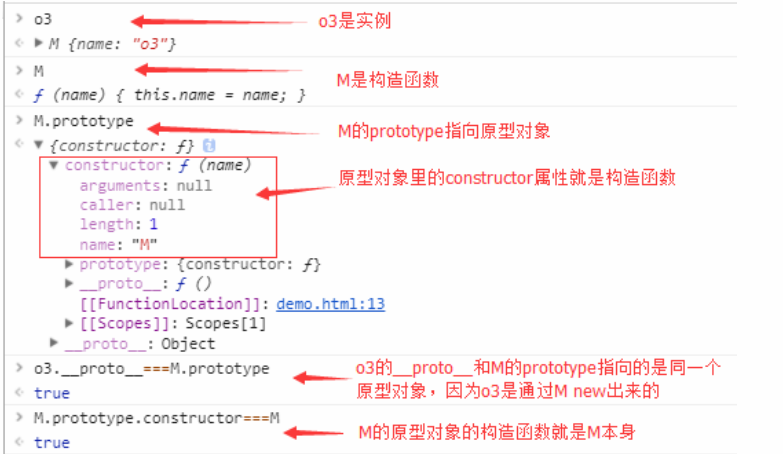 > o3
o3是实例
<· ▶ M {name: "o3"}
> M
M是构造函数
<· ƒ (name) { this.name = name; }
> M.prototype
M的prototype指向原型对象
<· ▼ {constructor: ƒ} i
▼ constructor: ƒ (name)
arguments: null
原型对象里的constructor属性就是构造函数
caller: null
length: 1
name: "M"
▶ prototype: {constructor: ƒ}
▶ __proto__: ƒ ()
[[FunctionLocation]]: demo.html:13
▶ [[Scopes]]: Scopes[1]
▶ __proto__: Object
> o3.__proto__===M.prototype
o3的__proto__和M的prototype指向的是同一个
原型对象，因为o3是通过M new出来的
<· true
> M.prototype.constructor===M
M的原型对象的构造函数就是M本身
<· true